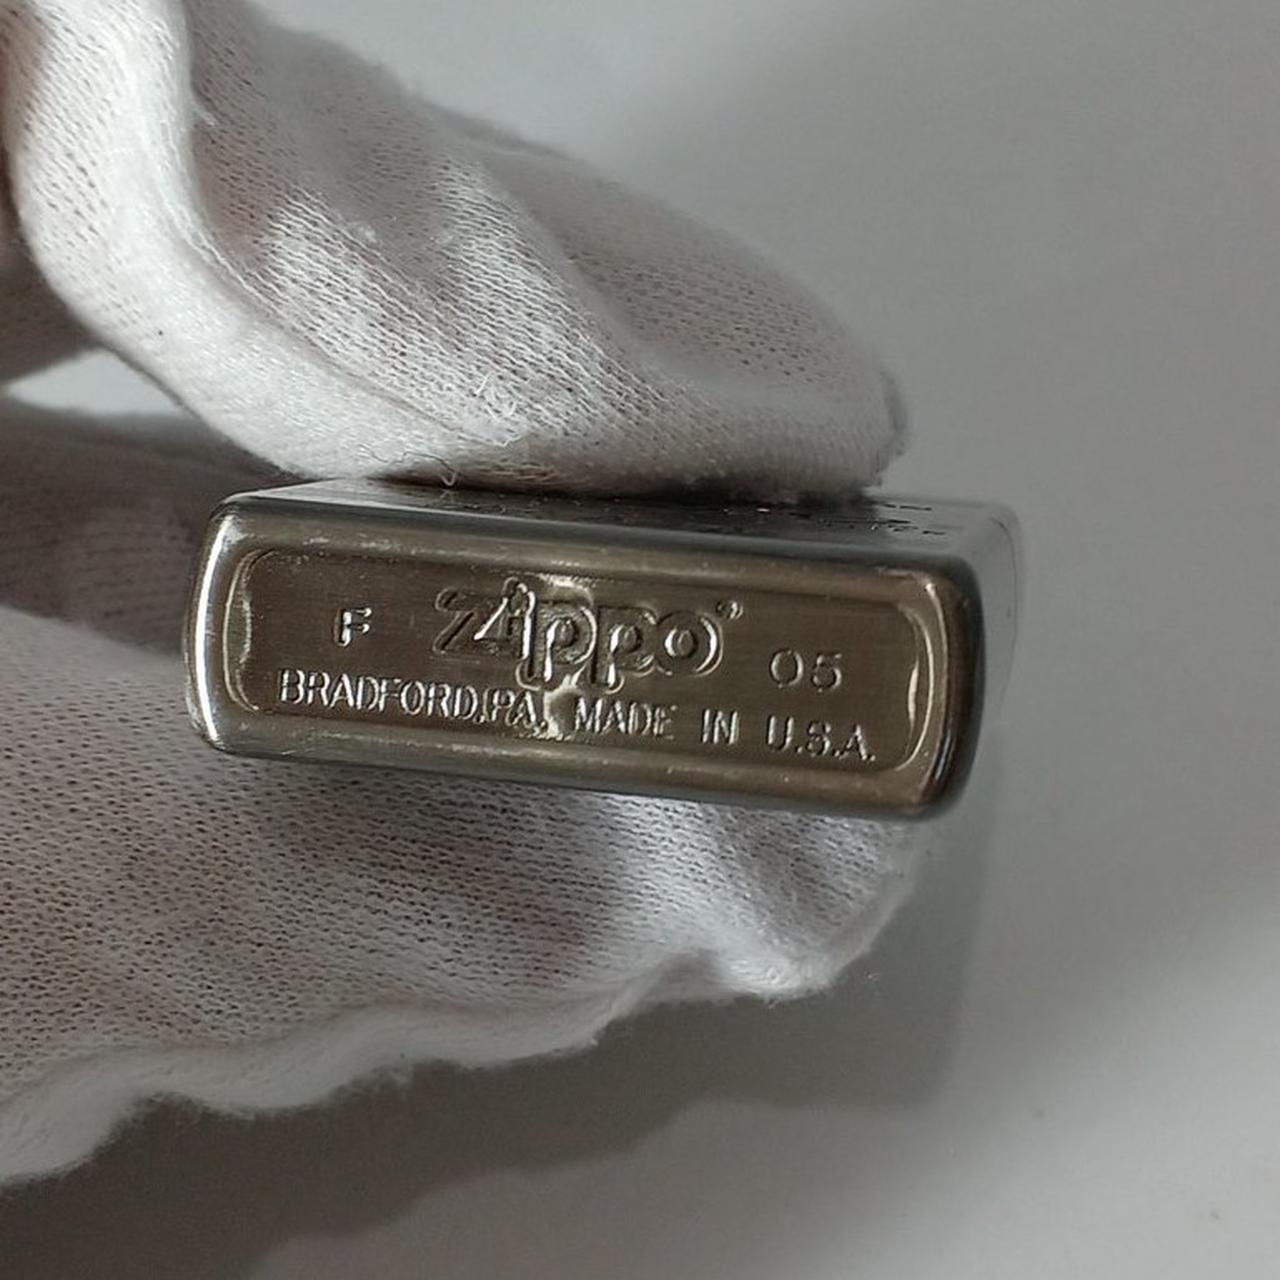 F Zippo® 05
BRADFORD,PA. MADE IN U.S.A.